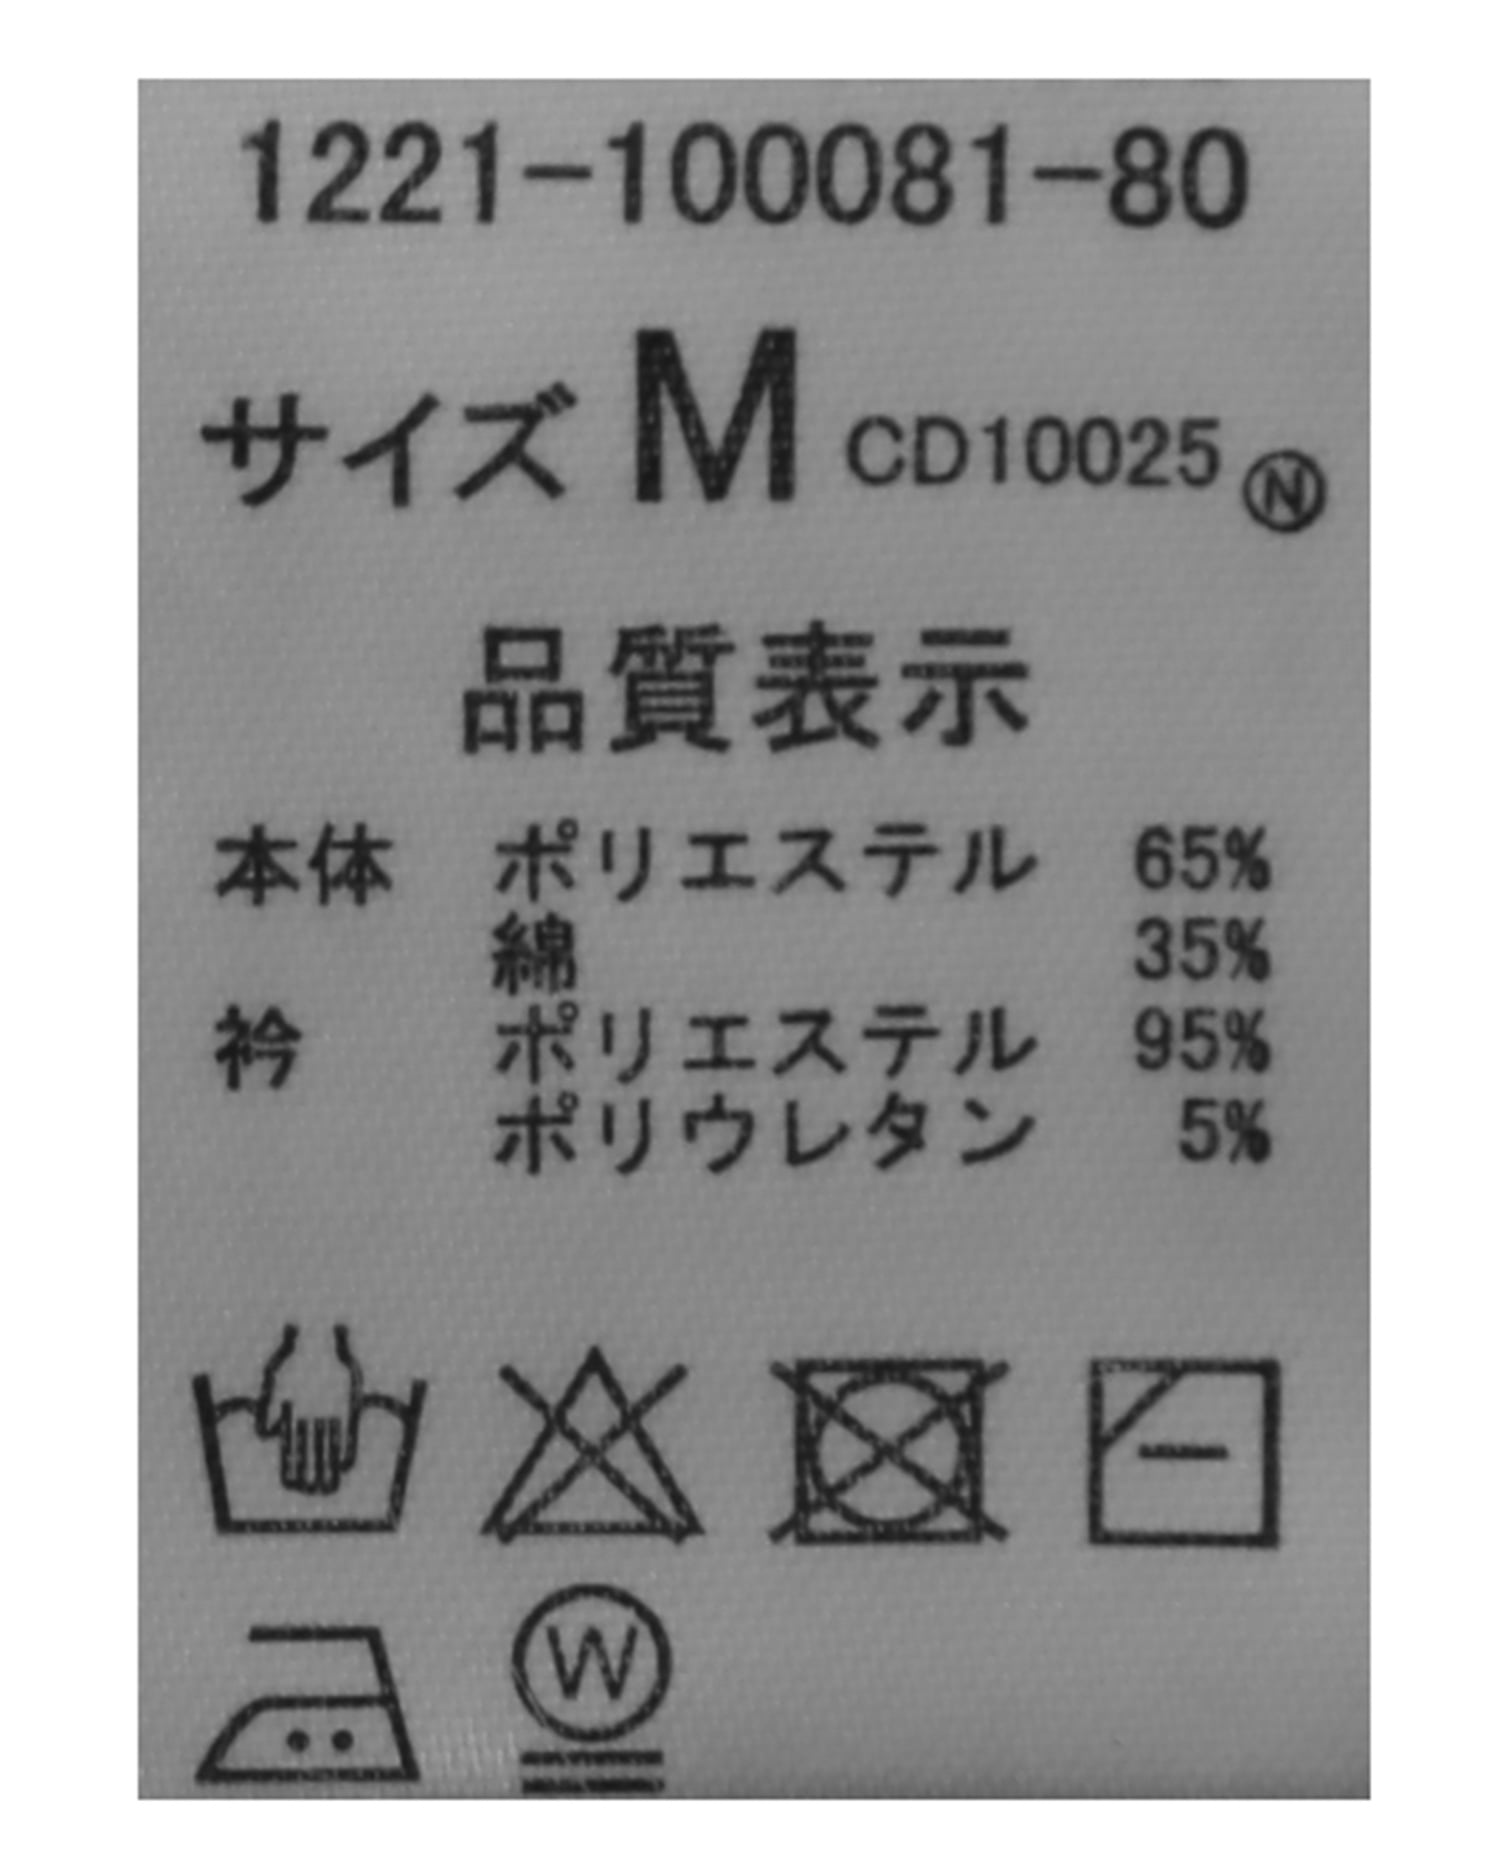 1221-100081-80
サイズ M CD10025 Ⓝ
品質表示
本体 ポリエステル 65%
綿 35%
衿 ポリエステル 95%
ポリウレタン 5%
W